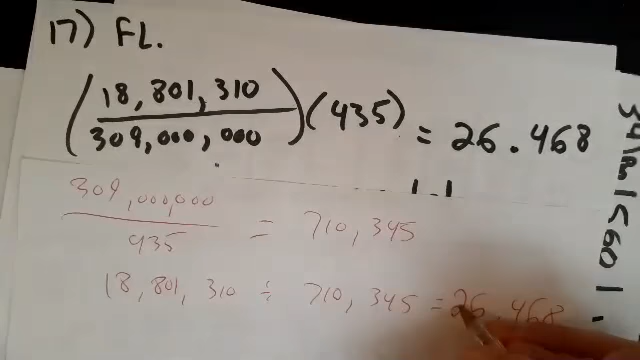 17) FL.
(18,801,310 / 309,000,000)(435) = 26.468
309,000,000 / 435 = 710,345
18,801,310 ÷ 710,345 = 26.468